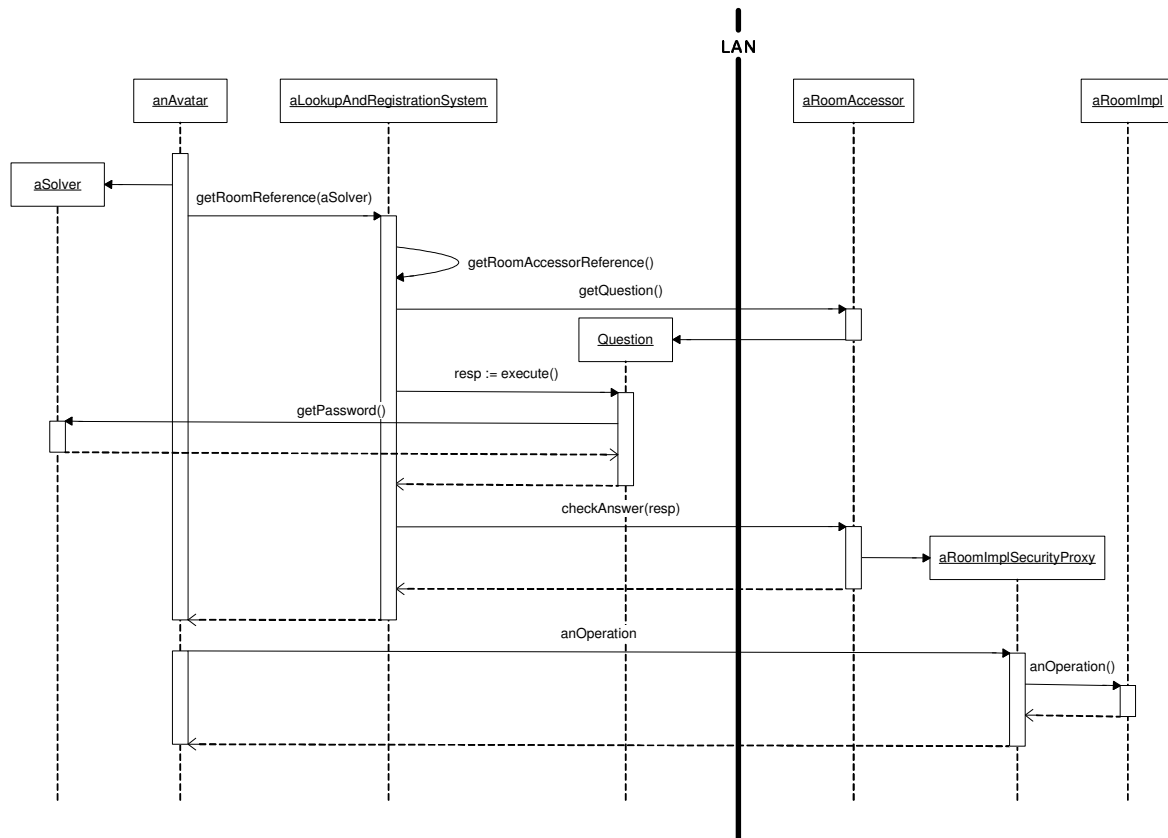 LAN
anAvatar
aLookupAndRegistrationSystem
aRoomAccessor
aRoomImpl
aSolver
getRoomReference(aSolver)
getRoomAccessorReference()
getQuestion()
Question
resp := execute()
getPassword()
checkAnswer(resp)
aRoomImplSecurityProxy
anOperation
anOperation()